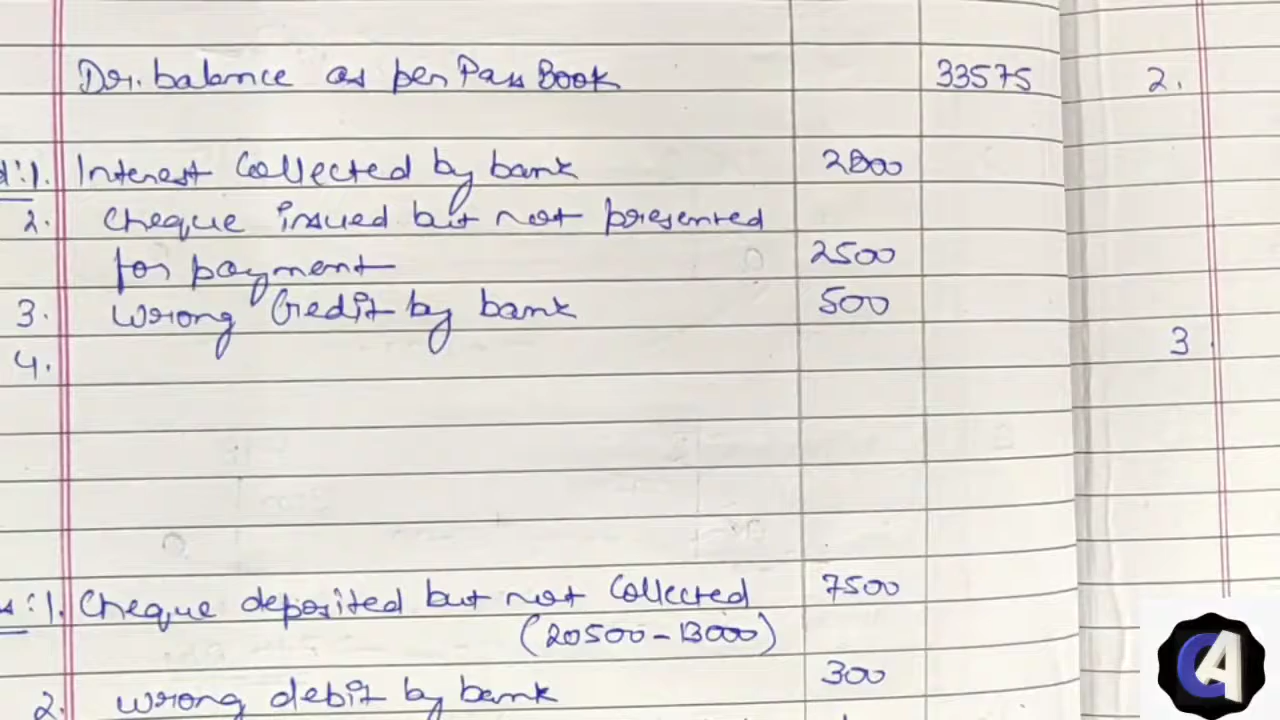 Dr. balance as per Pass Book 33575 2.
d:1. Interest collected by bank 2800
2. Cheque issued but not presented
for payment 2500
3. Wrong Credit by bank 500
3
4.
s:1. Cheque deposited but not collected 7500
(20500-13000)
2. Wrong debit by bank 300
CA